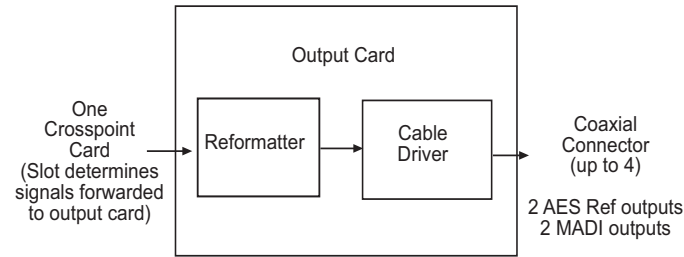 Output Card
One
Crosspoint
Card
(Slot determines
signals forwarded
to output card)
Reformatter
Cable
Driver
Coaxial
Connector
(up to 4)
2 AES Ref outputs
2 MADI outputs